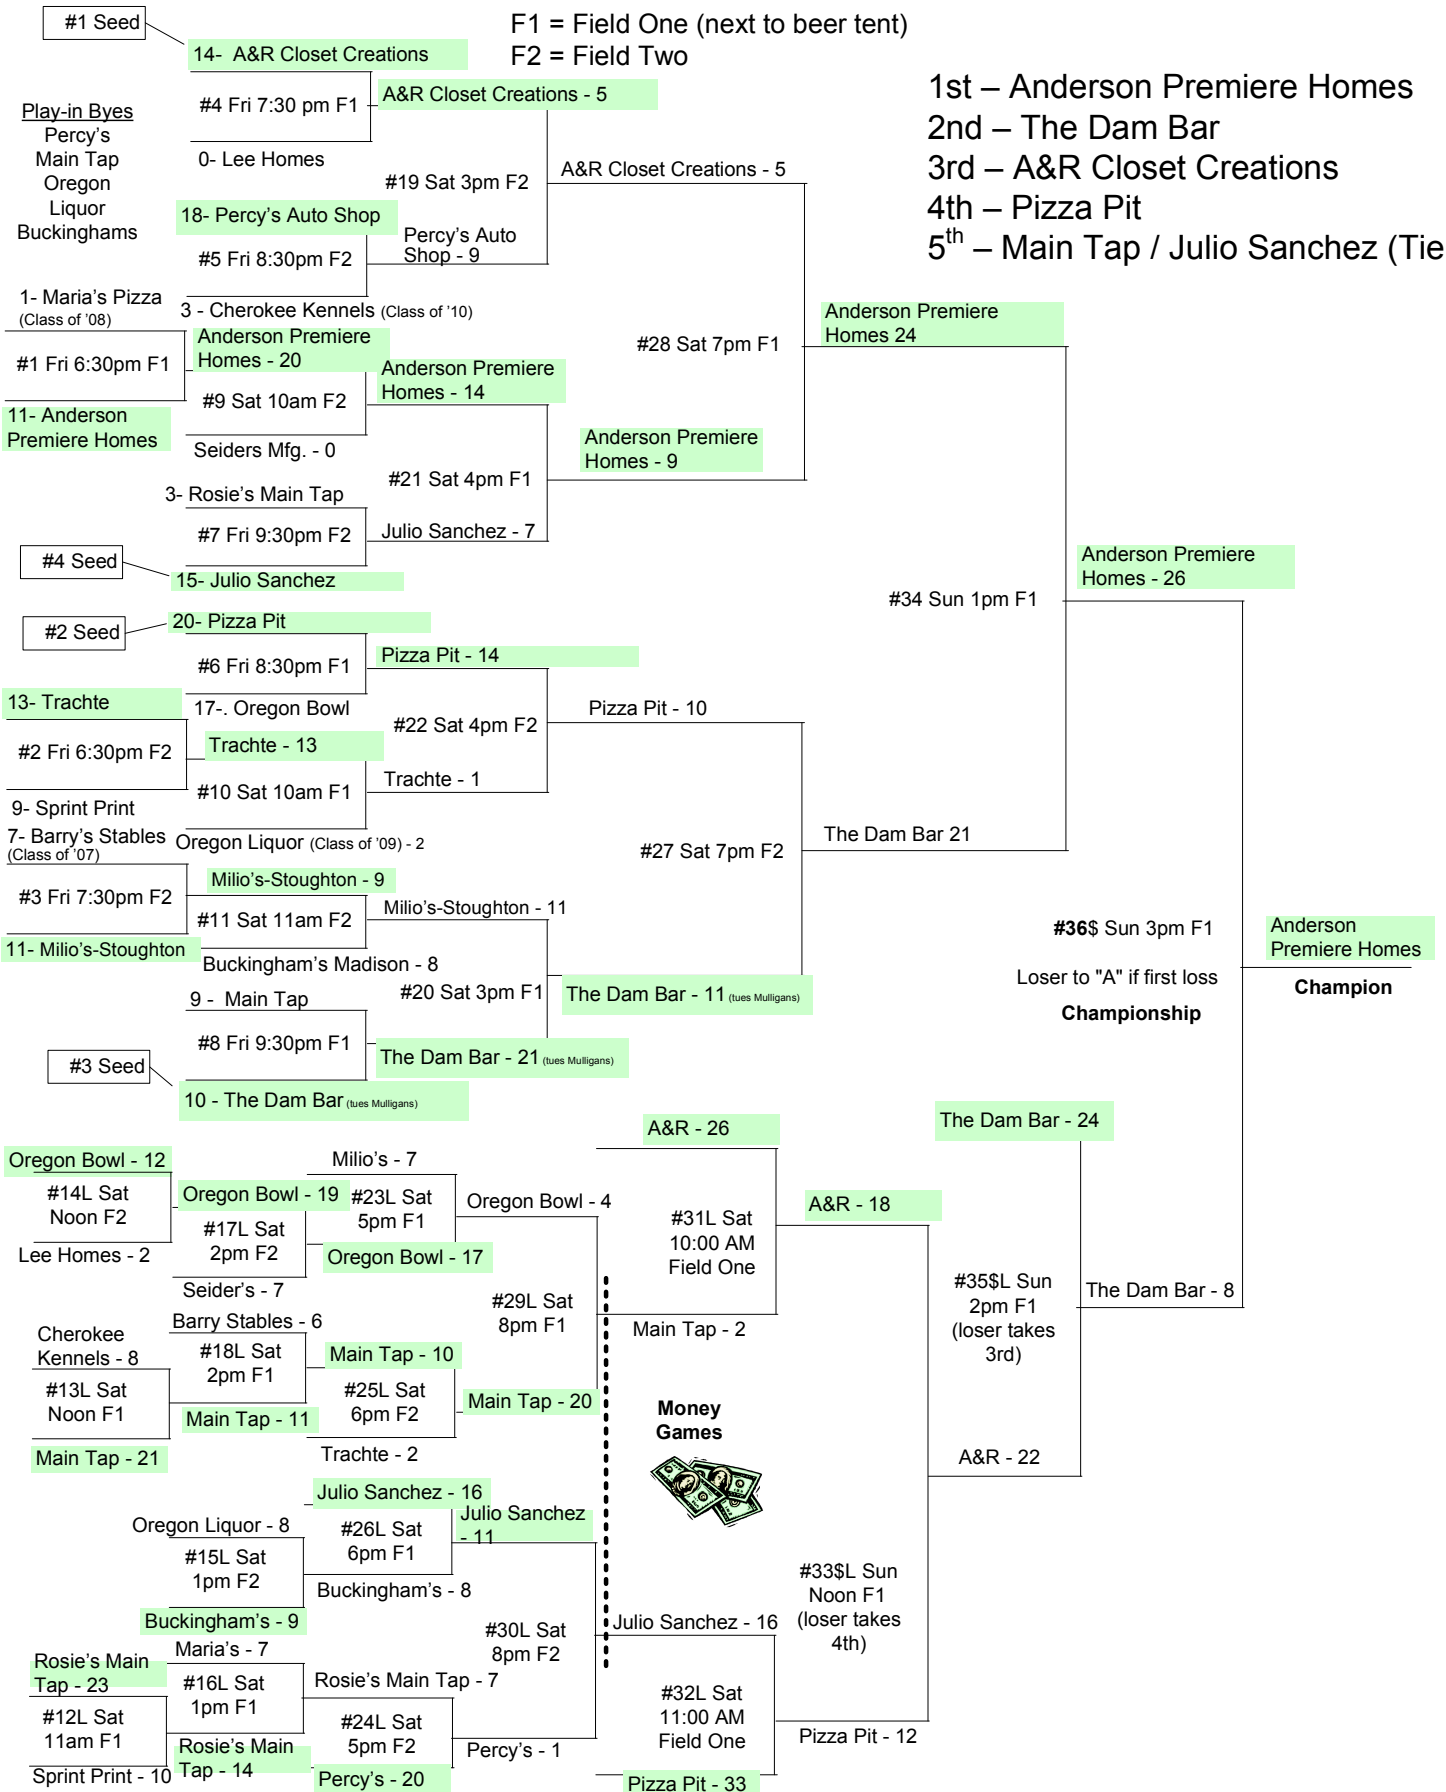 #1 Seed
F1 = Field One (next to beer tent)
F2 = Field Two
14- A&R Closet Creations
#4 Fri 7:30 pm F1
A&R Closet Creations - 5
0- Lee Homes
1st – Anderson Premiere Homes
2nd – The Dam Bar
3rd – A&R Closet Creations
4th – Pizza Pit
5th – Main Tap / Julio Sanchez (Tie
Play-in Byes
Percy's
Main Tap
Oregon
Liquor
Buckinghams
#19 Sat 3pm F2
A&R Closet Creations - 5
18- Percy's Auto Shop
#5 Fri 8:30pm F2
Percy's Auto
Shop - 9
3 - Cherokee Kennels (Class of '10)
1- Maria's Pizza
(Class of '08)
#1 Fri 6:30pm F1
11- Anderson
Premiere Homes
Anderson Premiere
Homes - 20
#9 Sat 10am F2
Seiders Mfg. - 0
Anderson Premiere
Homes - 14
#28 Sat 7pm F1
Anderson Premiere
Homes 24
#21 Sat 4pm F1
Anderson Premiere
Homes - 9
3- Rosie's Main Tap
#7 Fri 9:30pm F2
Julio Sanchez - 7
#4 Seed
15- Julio Sanchez
#2 Seed
20- Pizza Pit
#6 Fri 8:30pm F1
Pizza Pit - 14
17-. Oregon Bowl
#34 Sun 1pm F1
Anderson Premiere
Homes - 26
13- Trachte
#2 Fri 6:30pm F2
9- Sprint Print
Trachte - 13
#10 Sat 10am F1
Oregon Liquor (Class of '09) - 2
#22 Sat 4pm F2
Trachte - 1
Pizza Pit - 10
7- Barry's Stables
(Class of '07)
#3 Fri 7:30pm F2
11- Milio's-Stoughton
Milio's-Stoughton - 9
#11 Sat 11am F2
Buckingham's Madison - 8
Milio's-Stoughton - 11
#27 Sat 7pm F2
The Dam Bar 21
#20 Sat 3pm F1
The Dam Bar - 11 (tues Mulligans)
9 - Main Tap
#8 Fri 9:30pm F1
The Dam Bar - 21 (tues Mulligans)
#3 Seed
10 - The Dam Bar (tues Mulligans)
#36$ Sun 3pm F1
Loser to "A" if first loss
Championship
Anderson
Premiere Homes
Champion
Oregon Bowl - 12
#14L Sat
Noon F2
Lee Homes - 2
Oregon Bowl - 19
#17L Sat
2pm F2
Seider's - 7
Milio's - 7
#23L Sat
5pm F1
Oregon Bowl - 17
Oregon Bowl - 4
#29L Sat
8pm F1
A&R - 26
#31L Sat
10:00 AM
Field One
Main Tap - 2
A&R - 18
The Dam Bar - 24
#35$L Sun
2pm F1
(loser takes
3rd)
The Dam Bar - 8
A&R - 22
Cherokee
Kennels - 8
#13L Sat
Noon F1
Main Tap - 21
Barry Stables - 6
#18L Sat
2pm F1
Main Tap - 11
Main Tap - 10
#25L Sat
6pm F2
Trachte - 2
Main Tap - 20
Money
Games
Oregon Liquor - 8
#15L Sat
1pm F2
Buckingham's - 9
Julio Sanchez - 16
#26L Sat
6pm F1
Buckingham's - 8
Julio Sanchez
- 11
#30L Sat
8pm F2
Julio Sanchez - 16
#33$L Sun
Noon F1
(loser takes
4th)
Rosie's Main
Tap - 23
#12L Sat
11am F1
Sprint Print - 10
Maria's - 7
#16L Sat
1pm F1
Rosie's Main
Tap - 14
Rosie's Main Tap - 7
#24L Sat
5pm F2
Percy's - 20
Percy's - 1
#32L Sat
11:00 AM
Field One
Pizza Pit - 33
Pizza Pit - 12